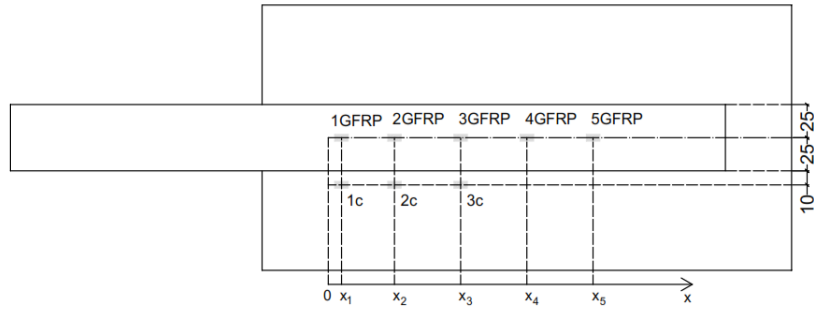 1GFRP 2GFRP 3GFRP 4GFRP 5GFRP
25
25
10
1c 2c 3c
0 x1 x2 x3 x4 x5 x